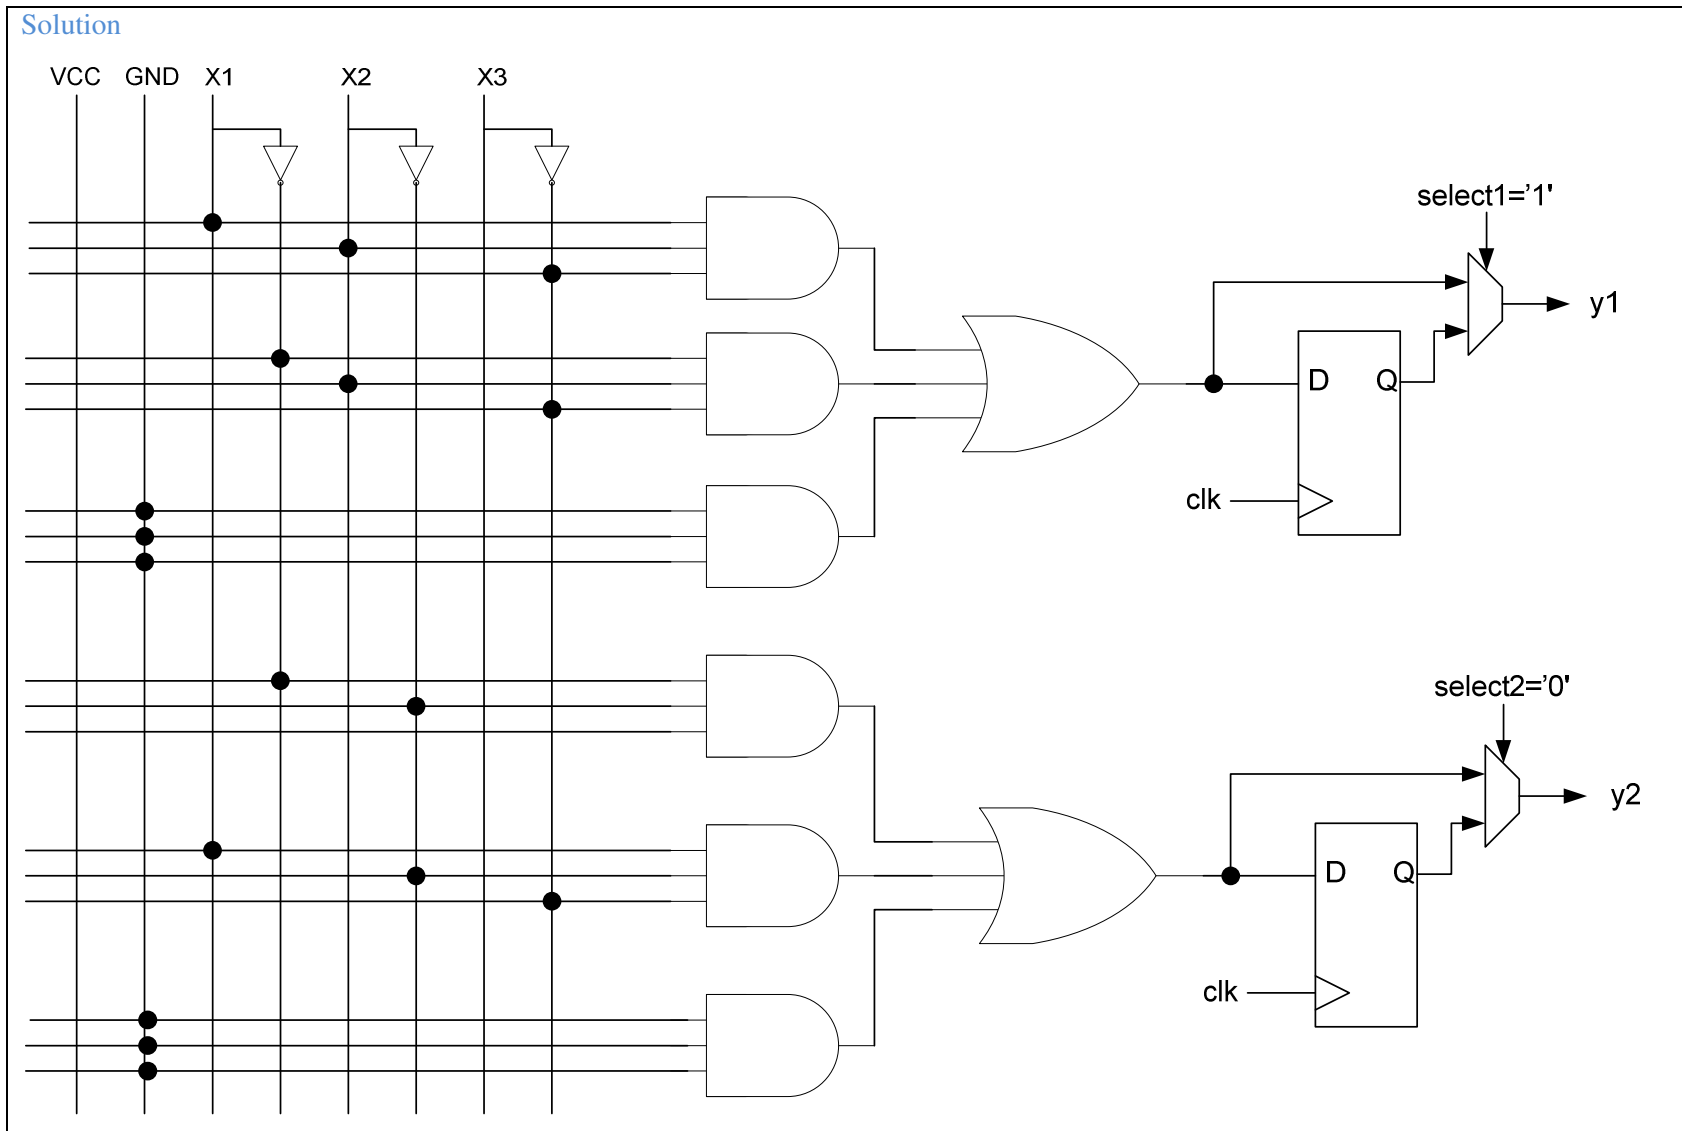 Solution
VCC GND X1 X2 X3
select1='1'
y1
D Q
clk
select2='0'
y2
D Q
clk